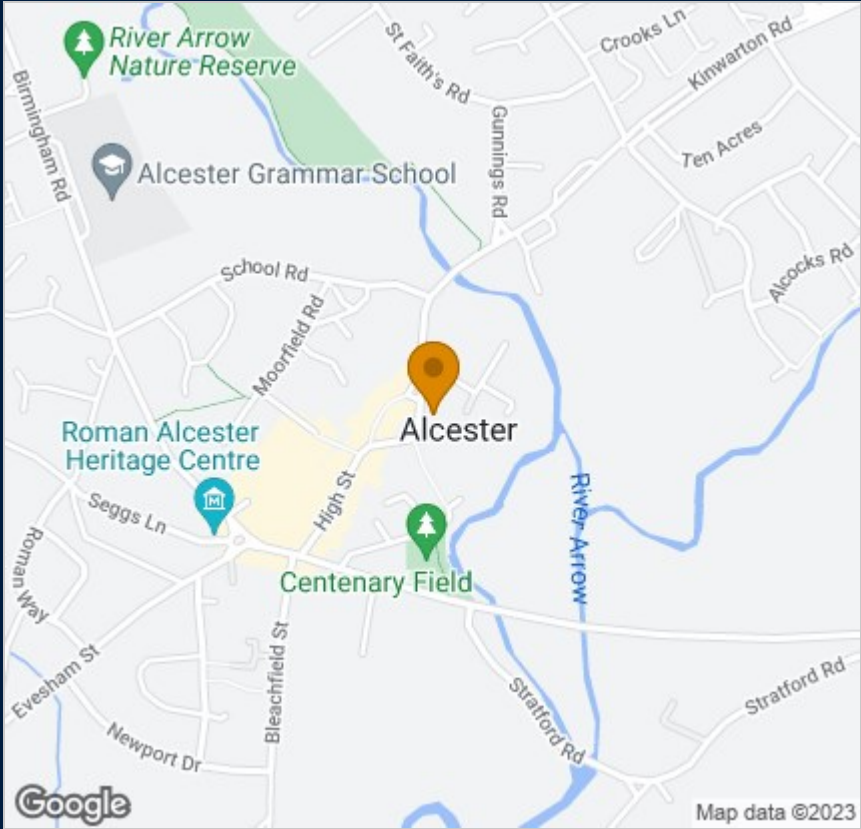 River Arrow
Nature Reserve
St Faith's Rd
Crooks Ln
Kinwarton Rd
Birmingham Rd
Gunnings Rd
Ten Acres
Alcester Grammar School
School Rd
Alcocks Rd
Moorfield Rd
Alcester
Roman Alcester
Heritage Centre
High St
Seggs Ln
River Arrow
Roman Way
Centenary Field
Evesham St
Bleachfield St
Stratford Rd
Stratford Rd
Newport Dr
Google
Map data ©2023